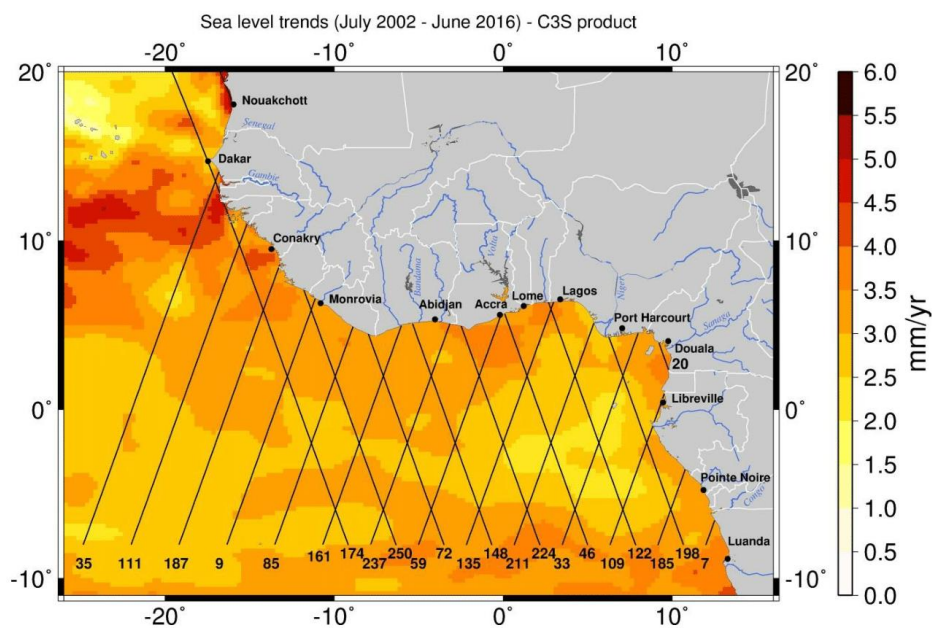 Sea level trends (July 2002 - June 2016) - C3S product
-20° -10° 0° 10°
20° 20°
6.0
5.5
Nouakchott
Senegal
5.0
Dakar
Gambie
4.5
4.0
10° 10°
Conakry
Volta
3.5
Bandama
Niger
Monrovia Abidjan Accra Lome Lagos
3.0
Port Harcourt
Sanaga
Douala
20
2.5
Libreville
0° 0°
2.0
mm/yr
1.5
Pointe Noire
Congo
1.0
Luanda
35 111 187 9 85 161 174 237 250 59 72 135 148 211 224 33 46 109 122 185 198 7
0.5
-10° -10°
0.0
-20° -10° 0° 10°